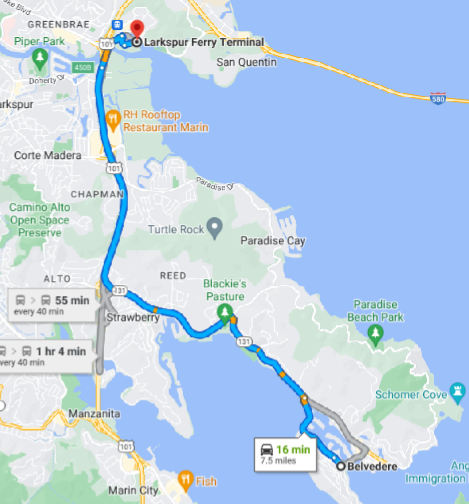 GREENBRAE
Piper Park
101
Larkspur Ferry Terminal
450B
San Quentin
Doherty Dr
580
arkspur
RH Rooftop
Restaurant Marin
Corte Madera
101
Paradise Dr
CHAPMAN
Camino Alto
Open Space
Preserve
Turtle Rock
Paradise Cay
ALTO
REED
Blackie's
Pasture
131
55 min
every 40 min
Strawberry
Paradise
Beach Park
131
1 hr 4 min
every 40 min
Schomer Cove
Manzanita
16 min
7.5 miles
101
Belvedere
Ang
Immigration
Fish
Marin City